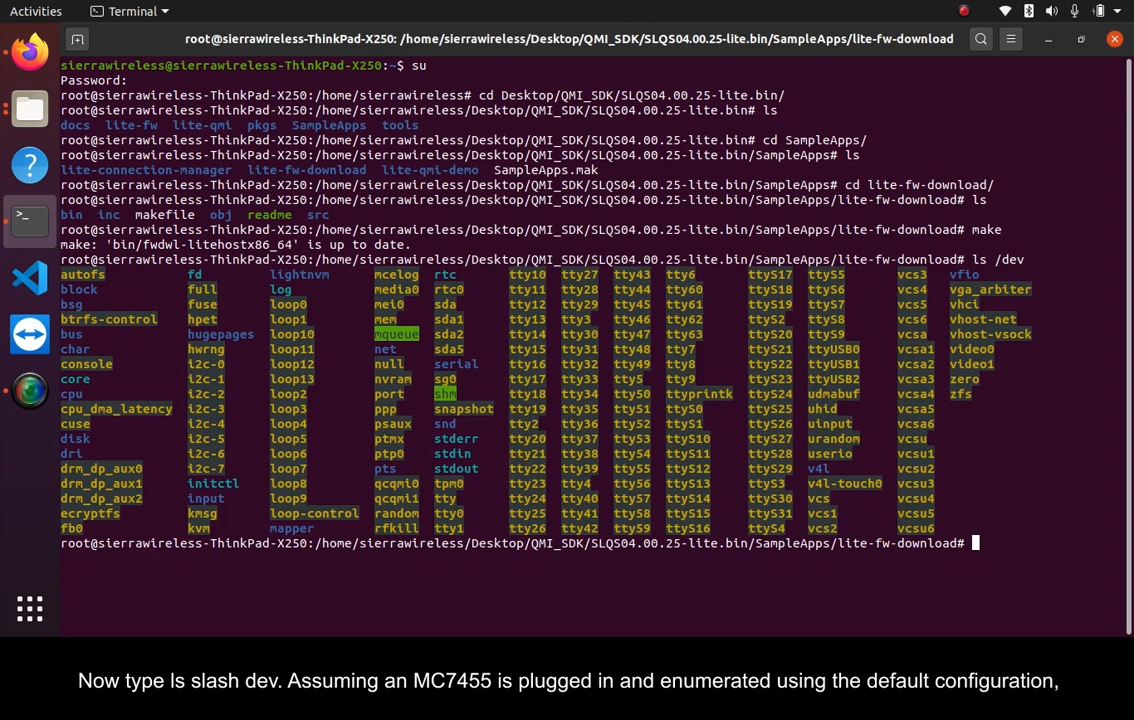 Activities Terminal
root@sierrawireless-ThinkPad-X250: /home/sierrawireless/Desktop/QMI_SDK/SLQS04.00.25-lite.bin/SampleApps/lite-fw-download
sierrawireless@sierrawireless-ThinkPad-X250:~$ su
Password:
root@sierrawireless-ThinkPad-X250:/home/sierrawireless# cd Desktop/QMI_SDK/SLQS04.00.25-lite.bin/
root@sierrawireless-ThinkPad-X250:/home/sierrawireless/Desktop/QMI_SDK/SLQS04.00.25-lite.bin# ls
docs lite-fw lite-qmi pkgs SampleApps tools
root@sierrawireless-ThinkPad-X250:/home/sierrawireless/Desktop/QMI_SDK/SLQS04.00.25-lite.bin# cd SampleApps/
root@sierrawireless-ThinkPad-X250:/home/sierrawireless/Desktop/QMI_SDK/SLQS04.00.25-lite.bin/SampleApps# ls
lite-connection-manager lite-fw-download lite-qmi-demo SampleApps.mak
root@sierrawireless-ThinkPad-X250:/home/sierrawireless/Desktop/QMI_SDK/SLQS04.00.25-lite.bin/SampleApps# cd lite-fw-download/
root@sierrawireless-ThinkPad-X250:/home/sierrawireless/Desktop/QMI_SDK/SLQS04.00.25-lite.bin/SampleApps/lite-fw-download# ls
bin inc makefile obj readme src
root@sierrawireless-ThinkPad-X250:/home/sierrawireless/Desktop/QMI_SDK/SLQS04.00.25-lite.bin/SampleApps/lite-fw-download# make
make: 'bin/fwdwl-litehostx86_64' is up to date.
root@sierrawireless-ThinkPad-X250:/home/sierrawireless/Desktop/QMI_SDK/SLQS04.00.25-lite.bin/SampleApps/lite-fw-download# ls /dev
autofs fd lightnvm mcelog rtc tty10 tty27 tty43 tty6 ttyS17 ttyS5 vcs3 vfio
block full log media0 rtc0 tty11 tty28 tty44 tty60 ttyS18 ttyS6 vcs4 vga_arbiter
bsg fuse loop0 mei0 sda tty12 tty29 tty45 tty61 ttyS19 ttyS7 vcs5 vhci
btrfs-control hpet loop1 mem sda1 tty13 tty3 tty46 tty62 ttyS2 ttyS8 vcs6 vhost-net
bus hugepages loop10 mqueue sda2 tty14 tty30 tty47 tty63 ttyS20 ttyS9 vcsa vhost-vsock
char hwrng loop11 net sda5 tty15 tty31 tty48 tty7 ttyS21 ttyUSB0 vcsa1 video0
console i2c-0 loop12 null serial tty16 tty32 tty49 tty8 ttyS22 ttyUSB1 vcsa2 video1
core i2c-1 loop13 nvram sg0 tty17 tty33 tty5 tty9 ttyS23 ttyUSB2 vcsa3 zero
cpu i2c-2 loop2 port shm tty18 tty34 tty50 ttyprintk ttyS24 udmabuf vcsa4 zfs
cpu_dma_latency i2c-3 loop3 ppp snapshot tty19 tty35 tty51 ttyS0 ttyS25 uhid vcsa5
cuse i2c-4 loop4 psaux snd tty2 tty36 tty52 ttyS1 ttyS26 uinput vcsa6
disk i2c-5 loop5 ptmx stderr tty20 tty37 tty53 ttyS10 ttyS27 urandom vcsu
dri i2c-6 loop6 ptp0 stdin tty21 tty38 tty54 ttyS11 ttyS28 userio vcsu1
drm_dp_aux0 i2c-7 loop7 pts stdout tty22 tty39 tty55 ttyS12 ttyS29 v4l vcsu2
drm_dp_aux1 initctl loop8 qcqmi0 tpm0 tty23 tty4 tty56 ttyS13 ttyS3 v4l-touch0 vcsu3
drm_dp_aux2 input loop9 qcqmi1 tty tty24 tty40 tty57 ttyS14 ttyS30 vcs vcsu4
ecryptfs kmsg loop-control random tty0 tty25 tty41 tty58 ttyS15 ttyS31 vcs1 vcsu5
fb0 kvm mapper rfkill tty1 tty26 tty42 tty59 ttyS16 ttyS4 vcs2 vcsu6
root@sierrawireless-ThinkPad-X250:/home/sierrawireless/Desktop/QMI_SDK/SLQS04.00.25-lite.bin/SampleApps/lite-fw-download#
Now type ls slash dev. Assuming an MC7455 is plugged in and enumerated using the default configuration,